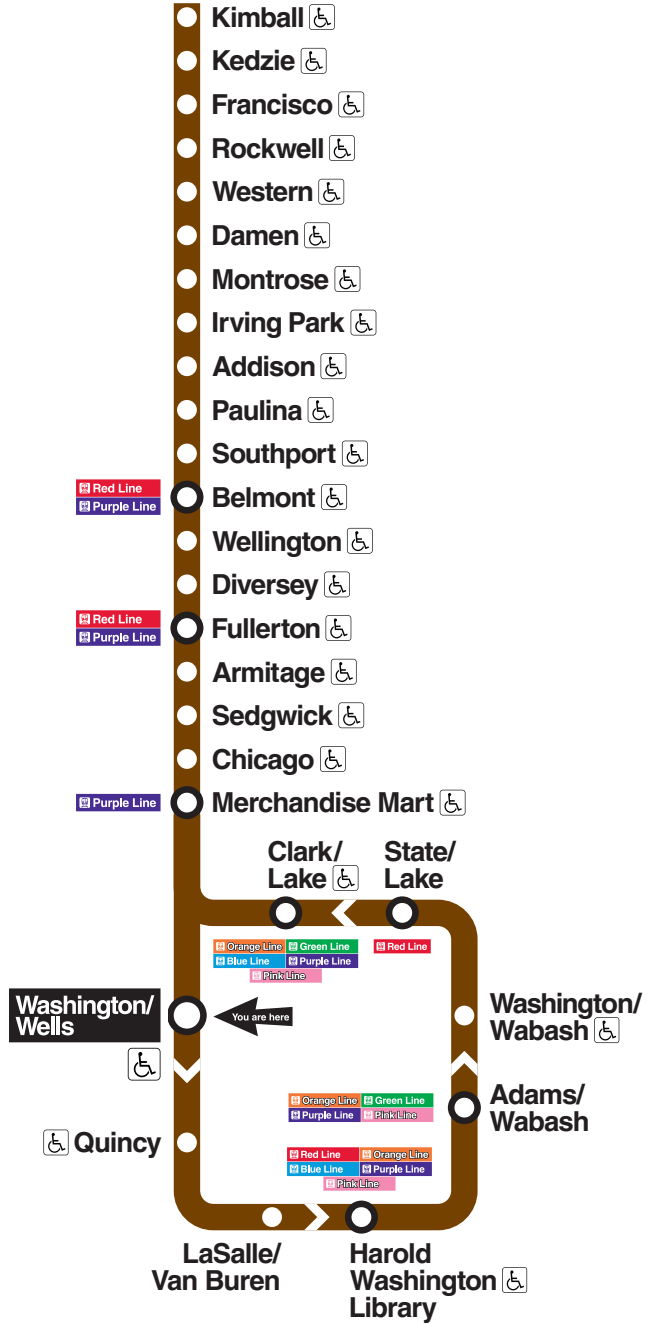 Kimball
Kedzie
Francisco
Rockwell
Western
Damen
Montrose
Irving Park
Addison
Paulina
Southport
Red Line
Purple Line
Belmont
Wellington
Diversey
Red Line
Purple Line
Fullerton
Armitage
Sedgwick
Chicago
Purple Line
Merchandise Mart
Clark/
Lake
State/
Lake
Orange Line Green Line
Blue Line Purple Line
Pink Line
Red Line
Washington/
Wells
You are here
Washington/
Wabash
Orange Line Green Line
Purple Line Pink Line
Adams/
Wabash
Quincy
Red Line Orange Line
Blue Line Purple Line
Pink Line
LaSalle/
Van Buren
Harold
Washington
Library